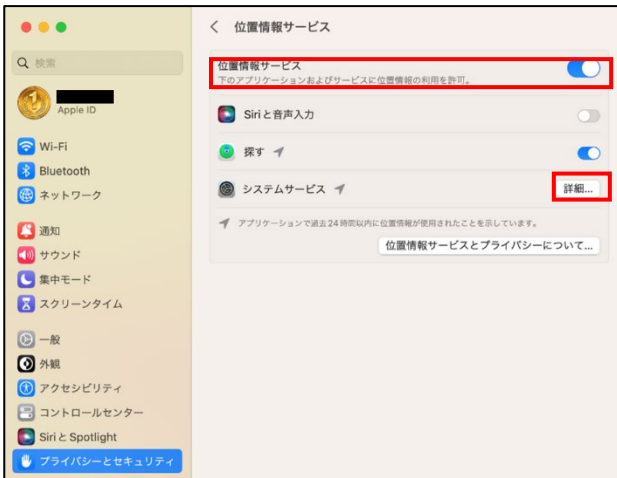 位置情報サービス
検索
Apple ID
Wi-Fi
Bluetooth
ネットワーク
通知
サウンド
集中モード
スクリーンタイム
一般
外観
アクセシビリティ
コントロールセンター
Siri と Spotlight
プライバシーとセキュリティ
位置情報サービス
下のアプリケーションおよびサービスに位置情報の利用を許可。
Siri と音声入力
探す
システムサービス
詳細...
アプリケーションで過去24時間以内に位置情報が使用されたことを示しています。
位置情報サービスとプライバシーについて...